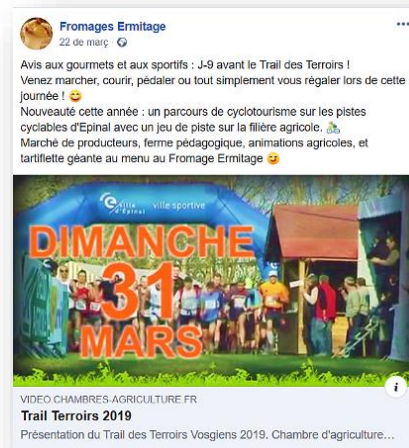 Fromages Ermitage
22 de març ·
Avis aux gourmets et aux sportifs : J-9 avant le Trail des Terroirs !
Venez marcher, courir, pédaler ou tout simplement vous régaler lors de cette
journée !
Nouveauté cette année : un parcours de cyclotourisme sur les pistes
cyclables d'Epinal avec un jeu de piste sur la filière agricole.
Marché de producteurs, ferme pédagogique, animations agricoles, et
tartiflette géante au menu au Fromage Ermitage
Ville d'Épinal ville sportive
DIMANCHE
31
MARS
i
VIDEO.CHAMBRES-AGRICULTURE.FR
Trail Terroirs 2019
Présentation du Trail des Terroirs Vosgiens 2019. Chambre d'agriculture…